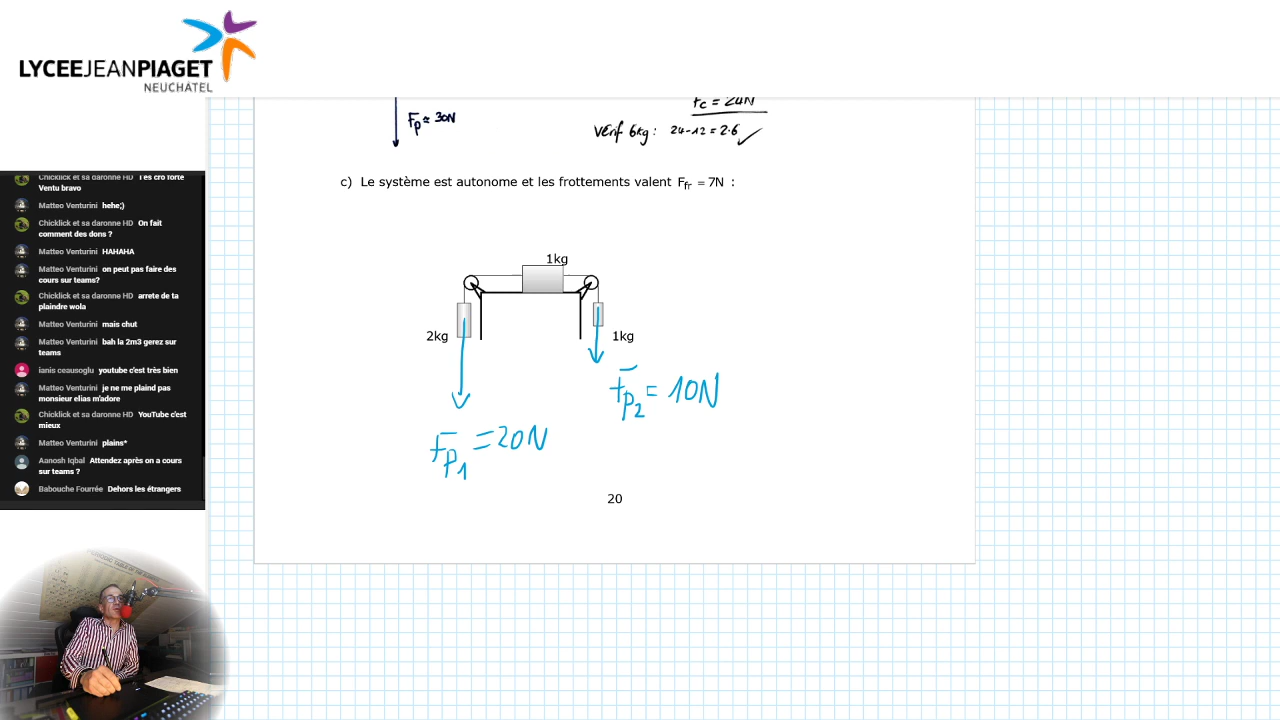 LYCEEJEANPIAGET
NEUCHÂTEL
Fp = 30N
Fc = 24N
Vérif 6kg : 24-12 = 2·6 ✓
c) Le système est autonome et les frottements valent Ffr = 7N :
1kg
2kg
1kg
Fp2 = 10N
Fp1 = 20N
20
Chicklick et sa daronne HD T'es cro forte
Ventu bravo
Matteo Venturini hehe;)
Chicklick et sa daronne HD On fait
comment des dons ?
Matteo Venturini HAHAHA
Matteo Venturini on peut pas faire des
cours sur teams?
Chicklick et sa daronne HD arrete de ta
plaindre wola
Matteo Venturini mais chut
Matteo Venturini bah la 2m3 gerez sur
teams
ianis ceausoglu youtube c'est très bien
Matteo Venturini je ne me plaind pas
monsieur elias m'adore
Chicklick et sa daronne HD YouTube c'est
mieux
Matteo Venturini plains*
Aanosh Iqbal Attendez après on a cours
sur teams ?
Babouche Fourrée Dehors les étrangers